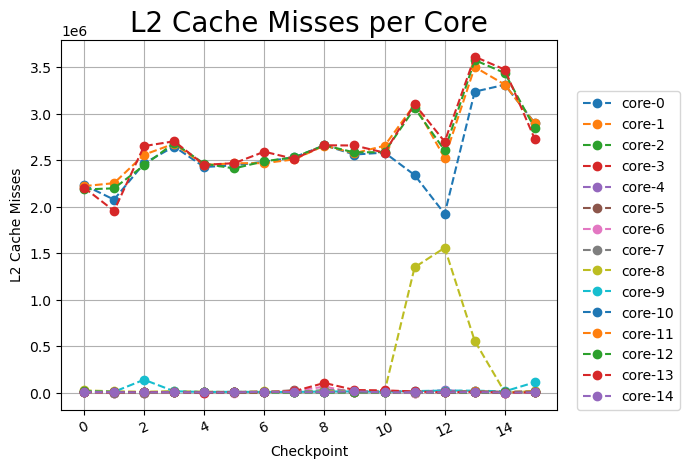 L2 Cache Misses per Core
1e6
3.5
3.0
2.5
2.0
1.5
1.0
0.5
0.0
L2 Cache Misses
0 2 4 6 8 10 12 14
Checkpoint
core-0
core-1
core-2
core-3
core-4
core-5
core-6
core-7
core-8
core-9
core-10
core-11
core-12
core-13
core-14